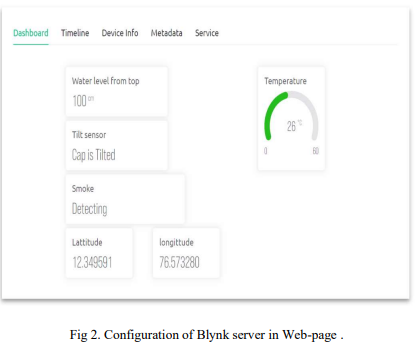 Dashboard Timeline Device Info Metadata Service
Water level from top
100 cm
Temperature
26 °C
0 60
Tilt sensor
Cap is Tilted
Smoke
Detecting
Lattitude
12.349591
longittude
76.573280
Fig 2. Configuration of Blynk server in Web-page .